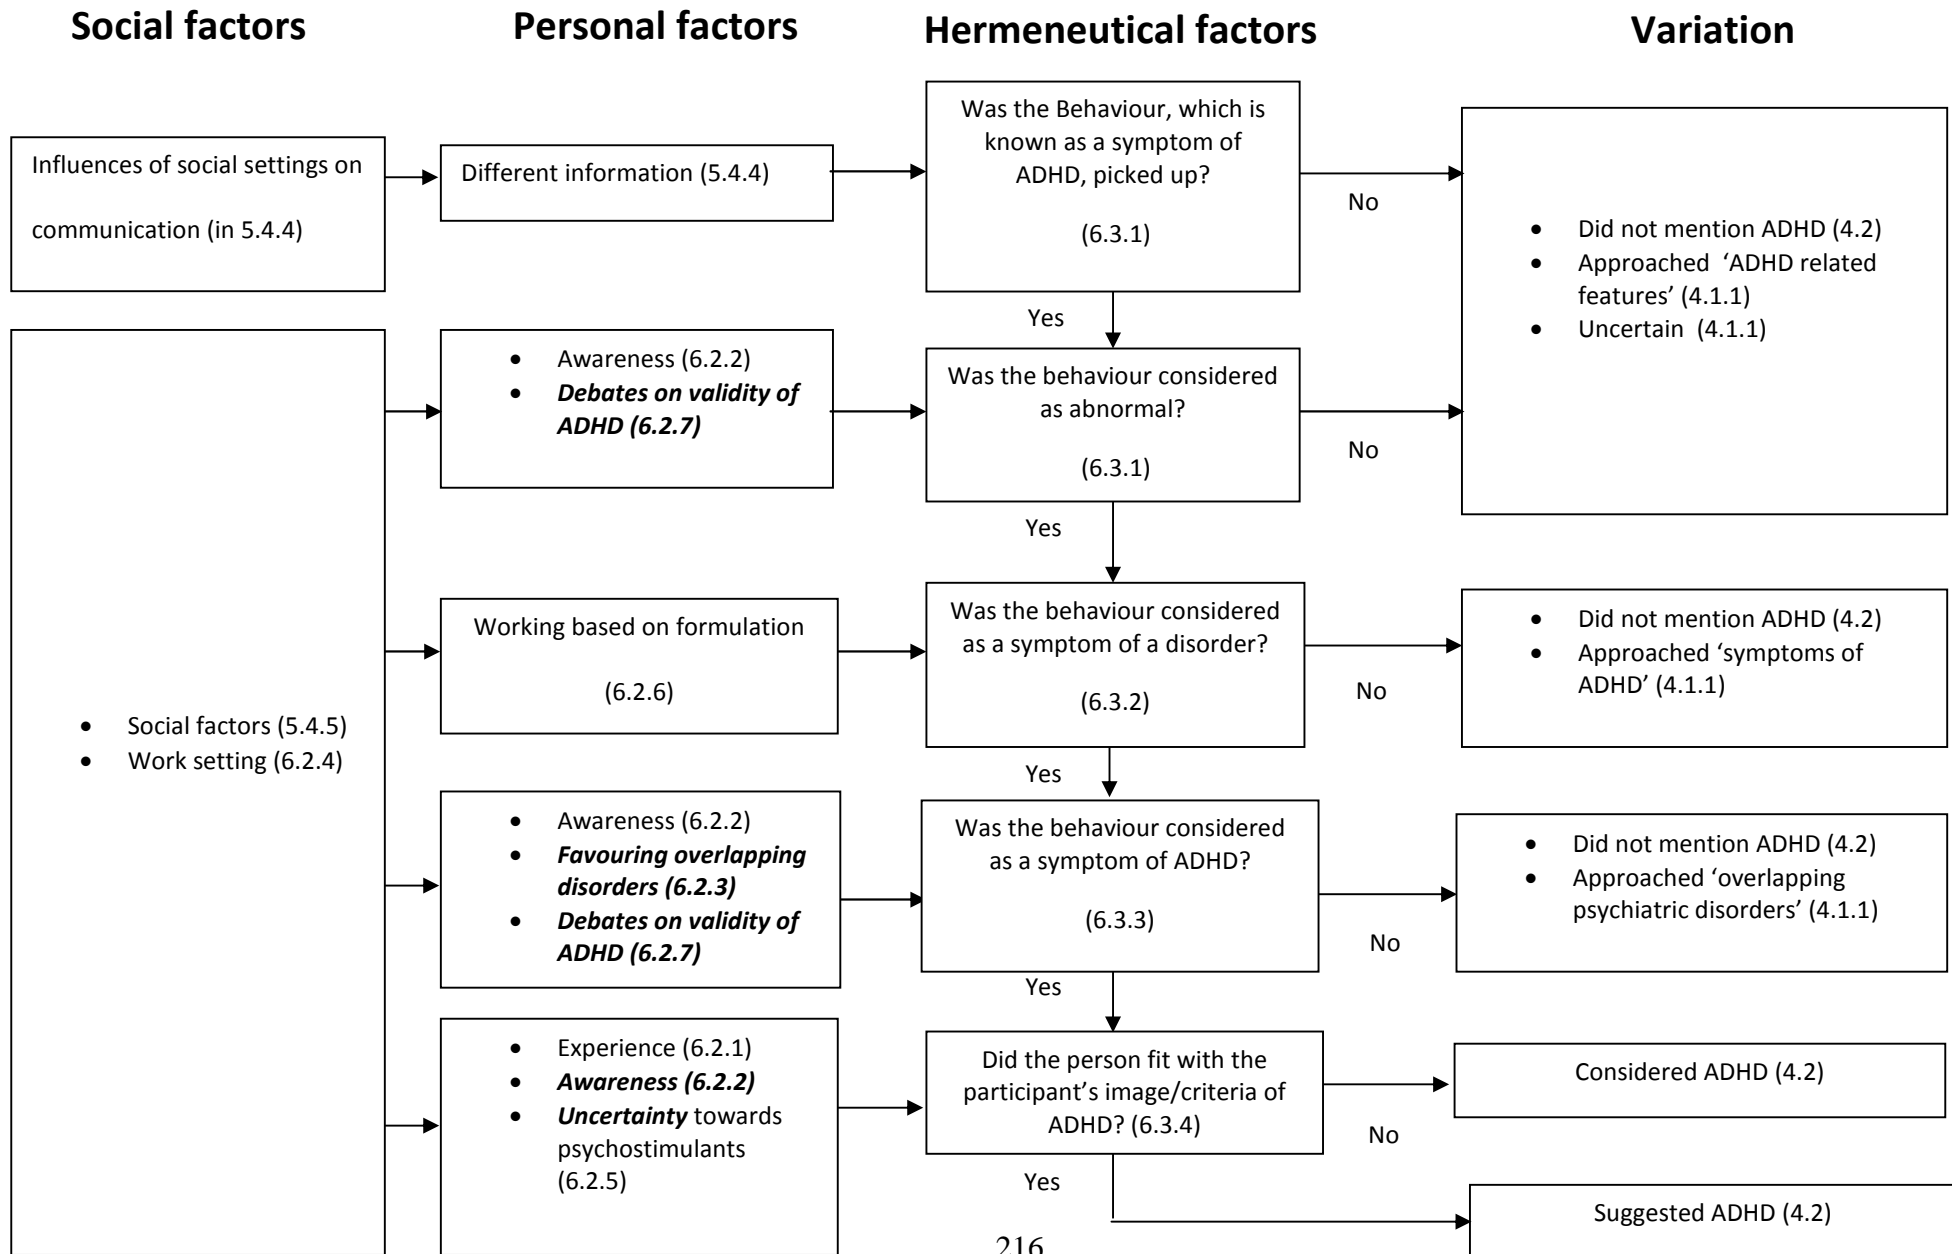 Social factors
Personal factors
Hermeneutical factors
Variation
Influences of social settings on
communication (in 5.4.4)
Different information (5.4.4)
Was the Behaviour, which is
known as a symptom of
ADHD, picked up?
(6.3.1)
No
• Did not mention ADHD (4.2)
• Approached ‘ADHD related
features’ (4.1.1)
• Uncertain (4.1.1)
Yes
• Social factors (5.4.5)
• Work setting (6.2.4)
• Awareness (6.2.2)
• Debates on validity of
ADHD (6.2.7)
Was the behaviour considered
as abnormal?
(6.3.1)
No
Yes
Working based on formulation
(6.2.6)
Was the behaviour considered
as a symptom of a disorder?
(6.3.2)
No
• Did not mention ADHD (4.2)
• Approached ‘symptoms of
ADHD’ (4.1.1)
Yes
• Awareness (6.2.2)
• Favouring overlapping
disorders (6.2.3)
• Debates on validity of
ADHD (6.2.7)
Was the behaviour considered
as a symptom of ADHD?
(6.3.3)
No
• Did not mention ADHD (4.2)
• Approached ‘overlapping
psychiatric disorders’ (4.1.1)
Yes
• Experience (6.2.1)
• Awareness (6.2.2)
• Uncertainty towards
psychostimulants
(6.2.5)
Did the person fit with the
participant’s image/criteria of
ADHD? (6.3.4)
No
Considered ADHD (4.2)
Yes
Suggested ADHD (4.2)
216